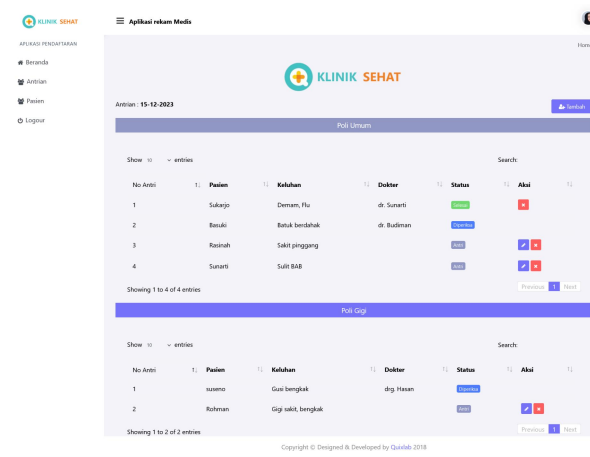 KLINIK SEHAT
Aplikasi rekam Medis
APLIKASI PENDAFTARAN
Home
Beranda
Antrian
Pasien
Logour
KLINIK SEHAT
Antrian : 15-12-2023
Tambah
Poli Umum
Show 10 entries Search:
No Antri Pasien Keluhan Dokter Status Aksi
1 Sukarjo Demam, Flu dr. Sunarti Selesai
2 Basuki Batuk berdahak dr. Budiman Diperiksa
3 Rasinah Sakit pinggang Antri
4 Sunarti Sulit BAB Antri
Showing 1 to 4 of 4 entries Previous 1 Next
Poli Gigi
Show 10 entries Search:
No Antri Pasien Keluhan Dokter Status Aksi
1 suseno Gusi bengkak drg. Hasan Diperiksa
2 Rohman Gigi sakit, bengkak Antri
Showing 1 to 2 of 2 entries Previous 1 Next
Copyright © Designed & Developed by Quixlab 2018